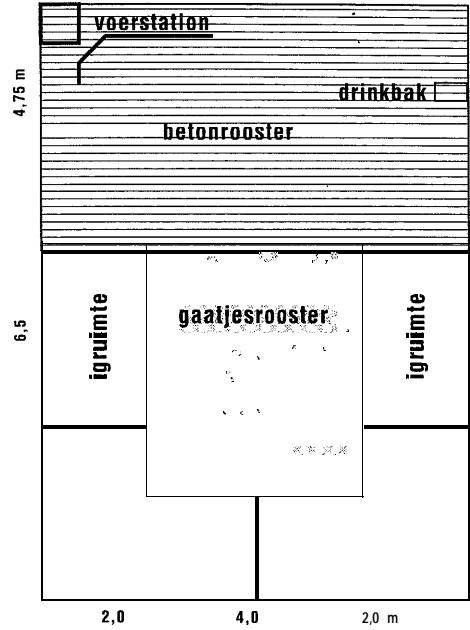 voerstation
4,75 m
drinkbak
betonrooster
gaatjesrooster
igruimte
igruimte
6,5
2,0
4,0
2,0 m